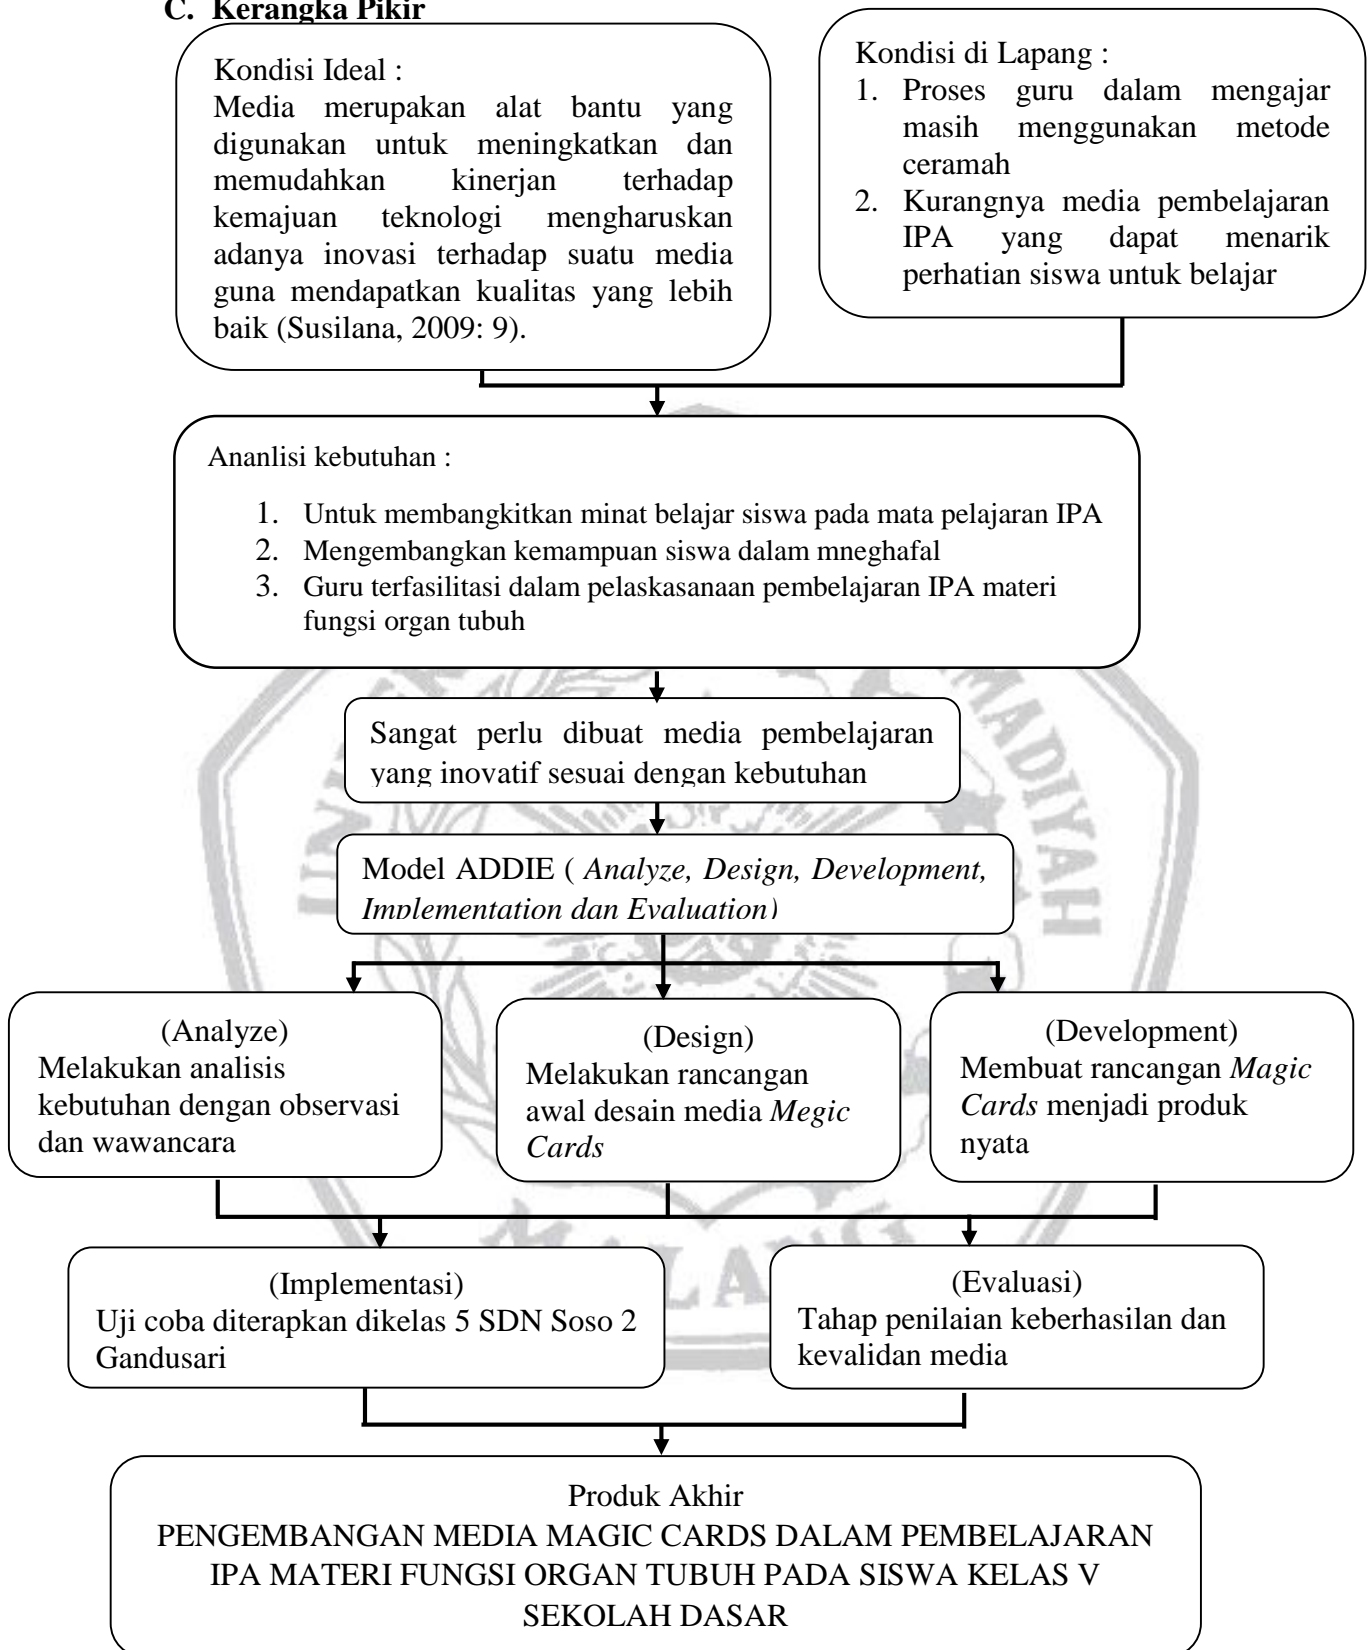 C. Kerangka Pikir
Kondisi Ideal :
Media merupakan alat bantu yang
digunakan untuk meningkatkan dan
memudahkan kinerjan terhadap
kemajuan teknologi mengharuskan
adanya inovasi terhadap suatu media
guna mendapatkan kualitas yang lebih
baik (Susilana, 2009: 9).
Kondisi di Lapang :
1. Proses guru dalam mengajar
masih menggunakan metode
ceramah
2. Kurangnya media pembelajaran
IPA yang dapat menarik
perhatian siswa untuk belajar
Ananlisi kebutuhan :
1. Untuk membangkitkan minat belajar siswa pada mata pelajaran IPA
2. Mengembangkan kemampuan siswa dalam mneghafal
3. Guru terfasilitasi dalam pelaskasanaan pembelajaran IPA materi
fungsi organ tubuh
Sangat perlu dibuat media pembelajaran
yang inovatif sesuai dengan kebutuhan
Model ADDIE ( Analyze, Design, Development,
Implementation dan Evaluation)
(Analyze)
Melakukan analisis
kebutuhan dengan observasi
dan wawancara
(Design)
Melakukan rancangan
awal desain media Megic
Cards
(Development)
Membuat rancangan Magic
Cards menjadi produk
nyata
(Implementasi)
Uji coba diterapkan dikelas 5 SDN Soso 2
Gandusari
(Evaluasi)
Tahap penilaian keberhasilan dan
kevalidan media
Produk Akhir
PENGEMBANGAN MEDIA MAGIC CARDS DALAM PEMBELAJARAN
IPA MATERI FUNGSI ORGAN TUBUH PADA SISWA KELAS V
SEKOLAH DASAR
MALANG